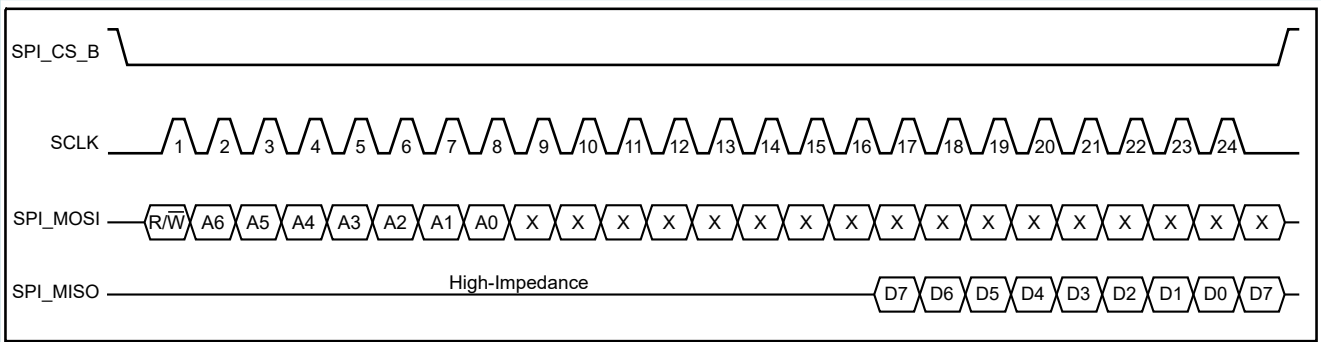 SPI_CS_B
SCLK 1 2 3 4 5 6 7 8 9 10 11 12 13 14 15 16 17 18 19 20 21 22 23 24
SPI_MOSI R/W̅ A6 A5 A4 A3 A2 A1 A0 X X X X X X X X X X X X X X X X X
SPI_MISO High-Impedance D7 D6 D5 D4 D3 D2 D1 D0 D7